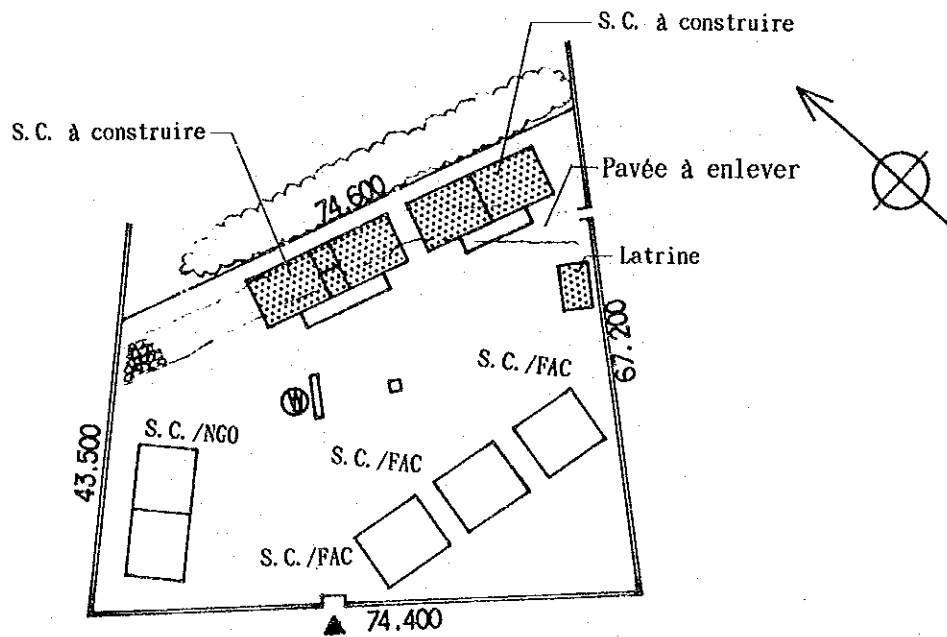 S.C. à construire
S.C. à construire
74.600
Pavée à enlever
Latrine
67.200
S.C./FAC
W
S.C./NGO
S.C./FAC
43.500
S.C./FAC
74.400